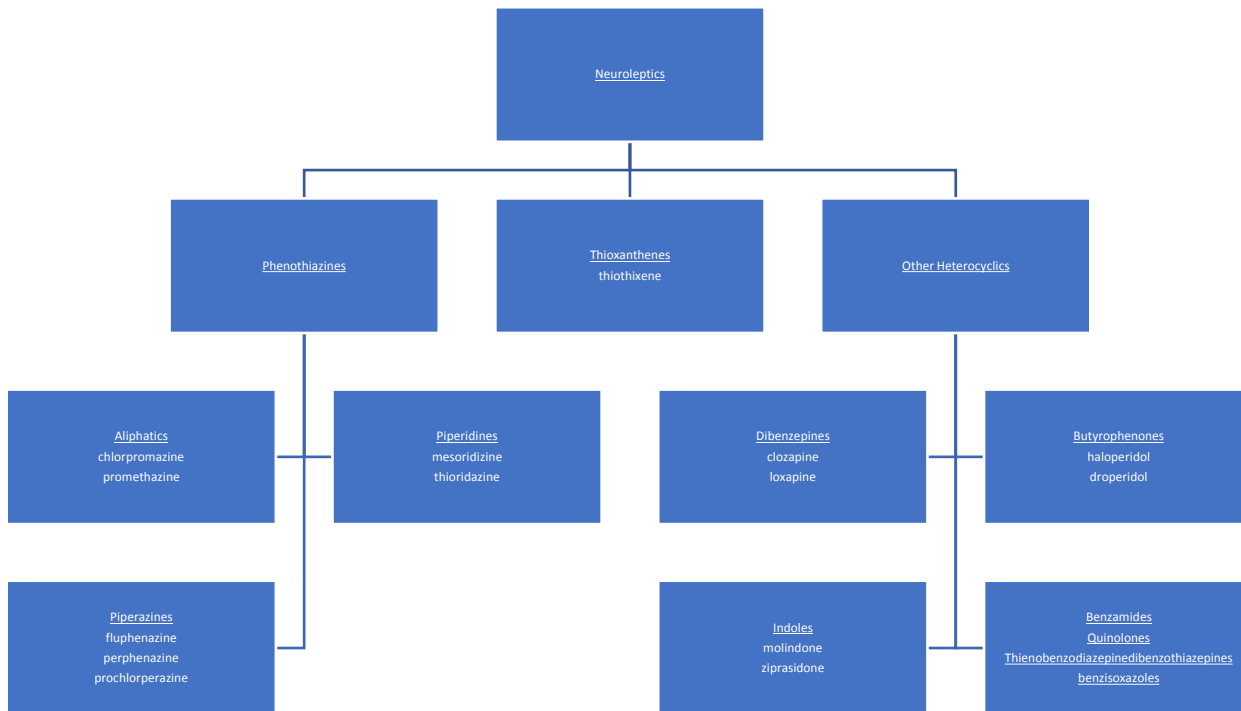 Neuroleptics
Phenothiazines
Thioxanthenes
thiothixene
Other Heterocyclics
Aliphatics
chlorpromazine
promethazine
Piperidines
mesoridizine
thioridazine
Dibenzepines
clozapine
loxapine
Butyrophenones
haloperidol
droperidol
Piperazines
fluphenazine
perphenazine
prochlorperazine
Indoles
molindone
ziprasidone
Benzamides
Quinolones
Thienobenzodiazepinedibenzothiazepines
benzisoxazoles